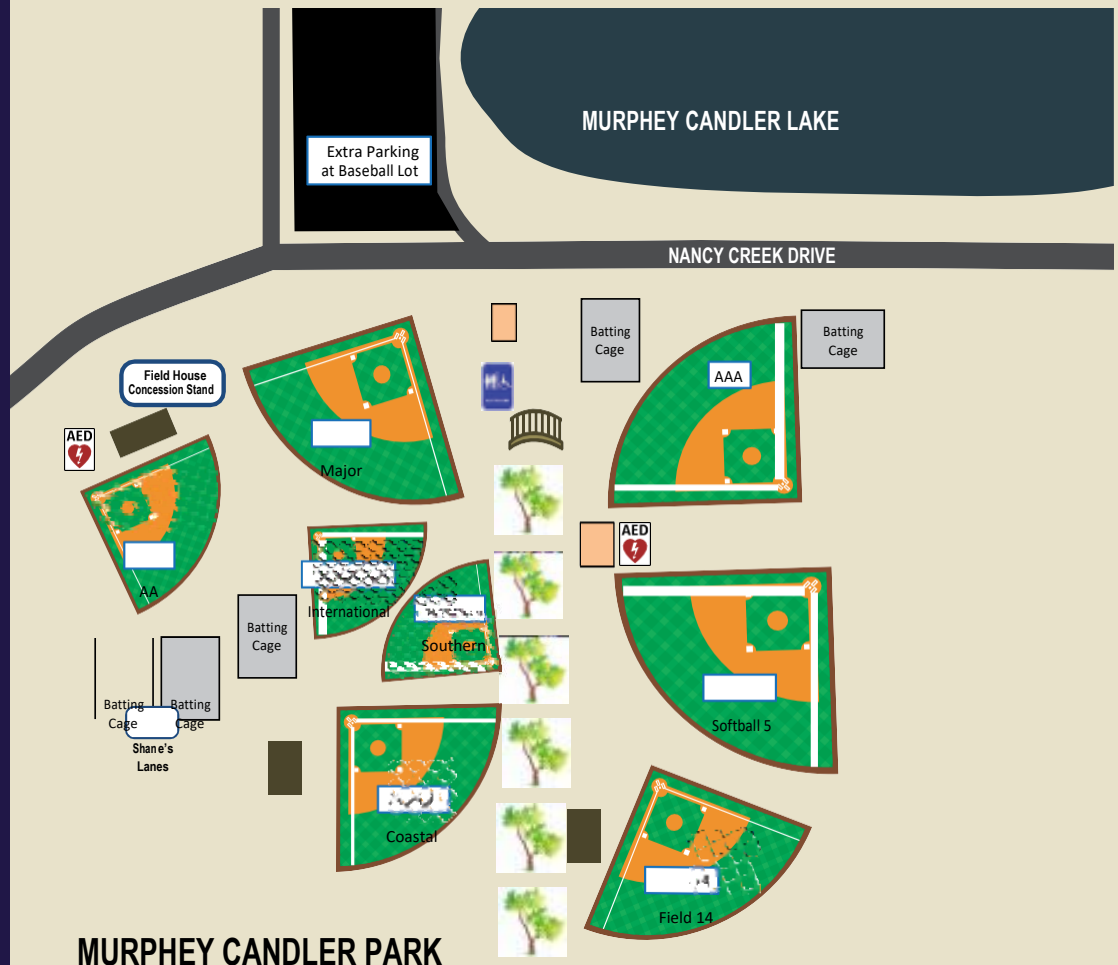 MURPHEY CANDLER LAKE
Extra Parking
at Baseball Lot
NANCY CREEK DRIVE
Batting
Cage
Batting
Cage
Field House
Concession Stand
AAA
AED
Major
AED
AA
International
Batting
Cage
Southern
Batting
Cage
Batting
Cage
Shane's
Lanes
Softball 5
Coastal
Field 14
MURPHEY CANDLER PARK